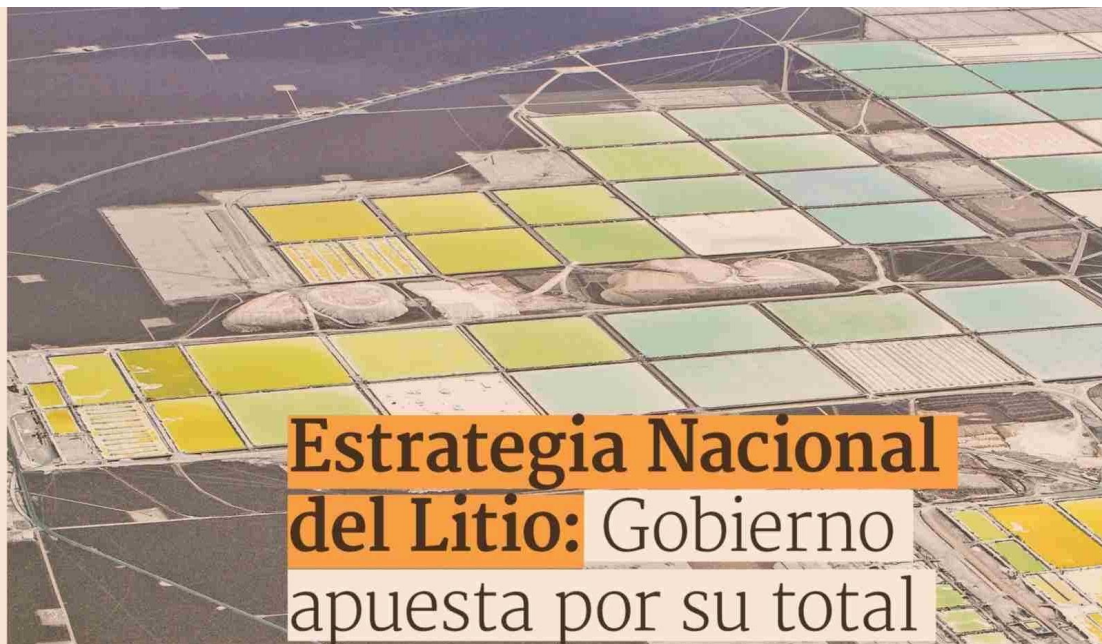 Estrategia Nacional
del Litio: Gobierno
apuesta por su total